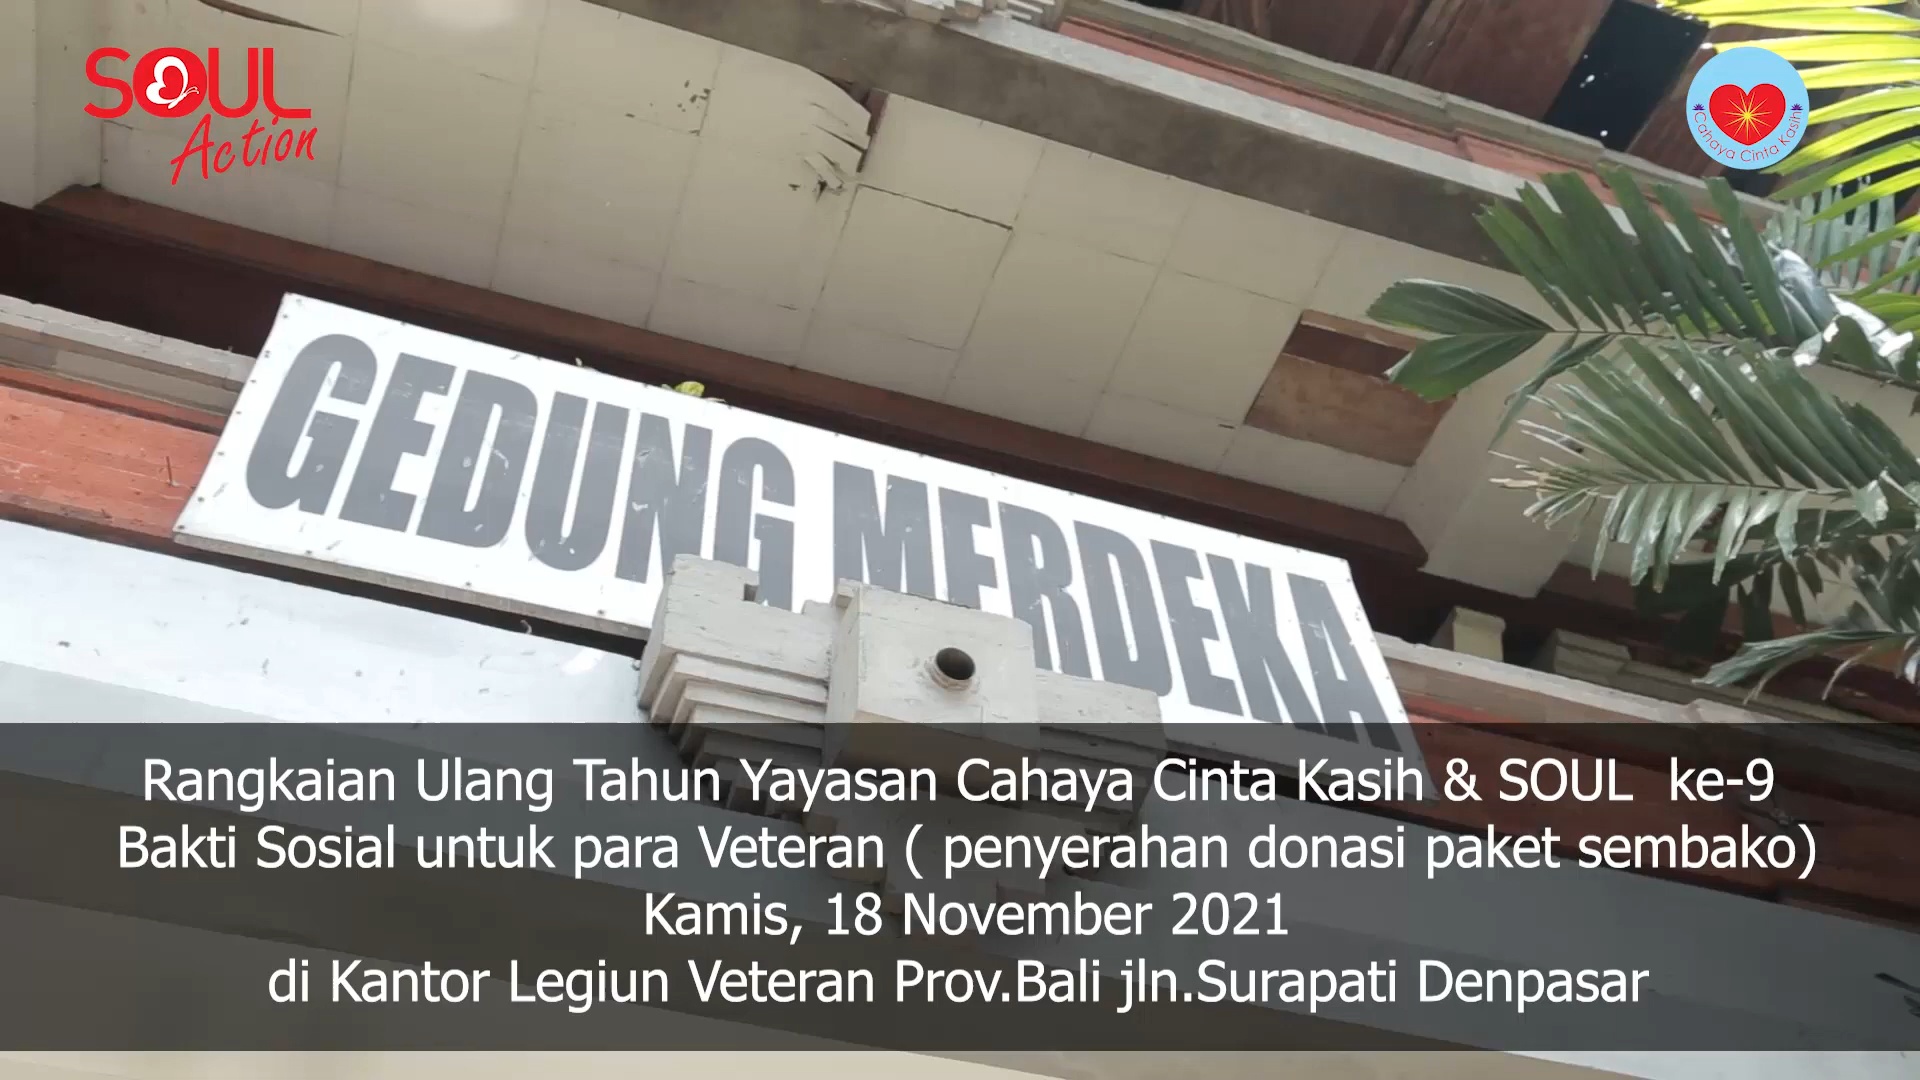 SOUL
Action
Cahaya Cinta Kasih
GEDUNG MERDEKA
Rangkaian Ulang Tahun Yayasan Cahaya Cinta Kasih & SOUL ke-9
Bakti Sosial untuk para Veteran ( penyerahan donasi paket sembako)
Kamis, 18 November 2021
di Kantor Legiun Veteran Prov.Bali jln.Surapati Denpasar